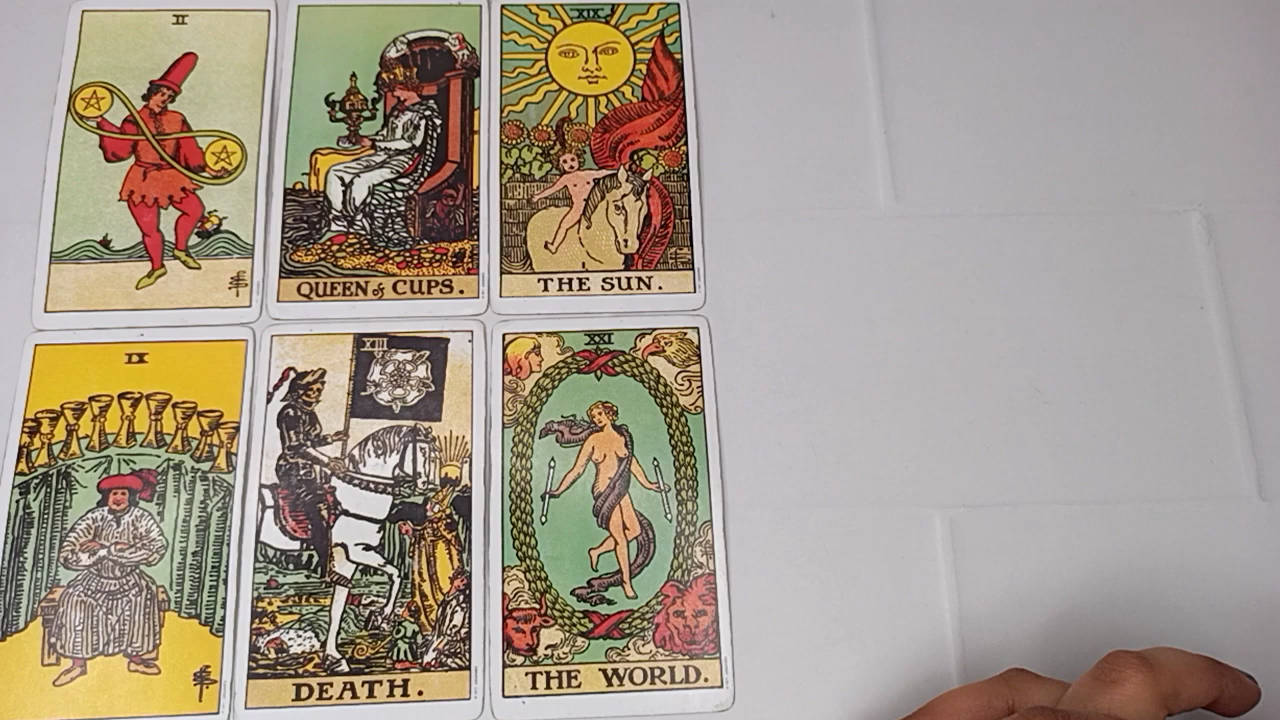 II
QUEEN of CUPS.
XIX
THE SUN.
IX
XIII
DEATH.
XXI
THE WORLD.